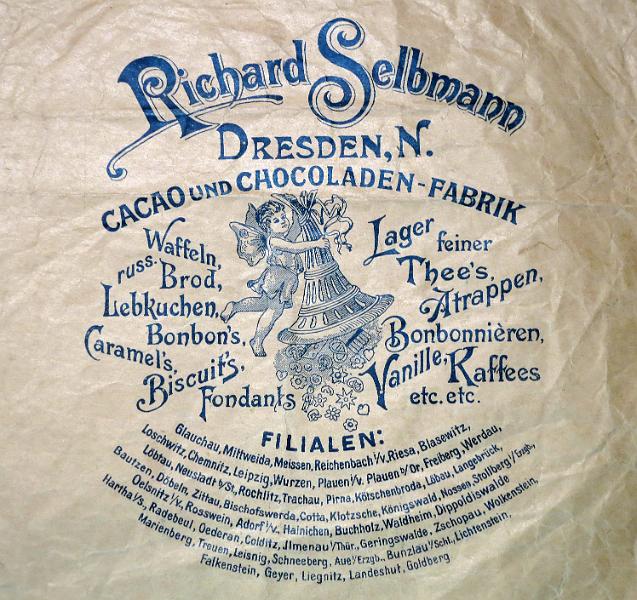 Richard Selbmann
DRESDEN, N.
CACAO UND CHOCOLADEN-FABRIK
Waffeln,
russ. Brod,
Lebkuchen,
Bonbon's,
Caramel's,
Biscuit's,
Fondants
Lager feiner
Thee's,
Atrappen,
Bonbonnièren,
Vanille, Kaffees
etc. etc.
FILIALEN:
Glauchau, Mittweida, Meissen, Reichenbach i/v. Riesa, Blasewitz,
Loschwitz, Chemnitz, Leipzig, Wurzen, Plauen i/v. Plauen b/Dr, Freiberg, Werdau,
Löbtau, Neustadt b/St, Rochlitz, Trachau, Pirna, Kötschenbroda, Löbau, Langebrück,
Bautzen, Döbeln, Zittau, Bischofswerda, Cotta, Klotzsche, Königswald, Nossen, Stollberg i/Ergb,
Oelsnitz i/v. Rosswein, Adorf i/v. Hainichen, Buchholz, Waldheim, Dippoldiswalde
Hartha i/s, Radebeul, Oederan, Colditz, Ilmenau i/Thür., Geringswalde, Zschopau, Wolkenstein,
Marienberg, Treuen, Leisnig, Schneeberg, Aue i/Erzgb., Bunzlau i/Schl. Lichtenstein,
Falkenstein, Geyer, Liegnitz, Landeshut, Goldberg